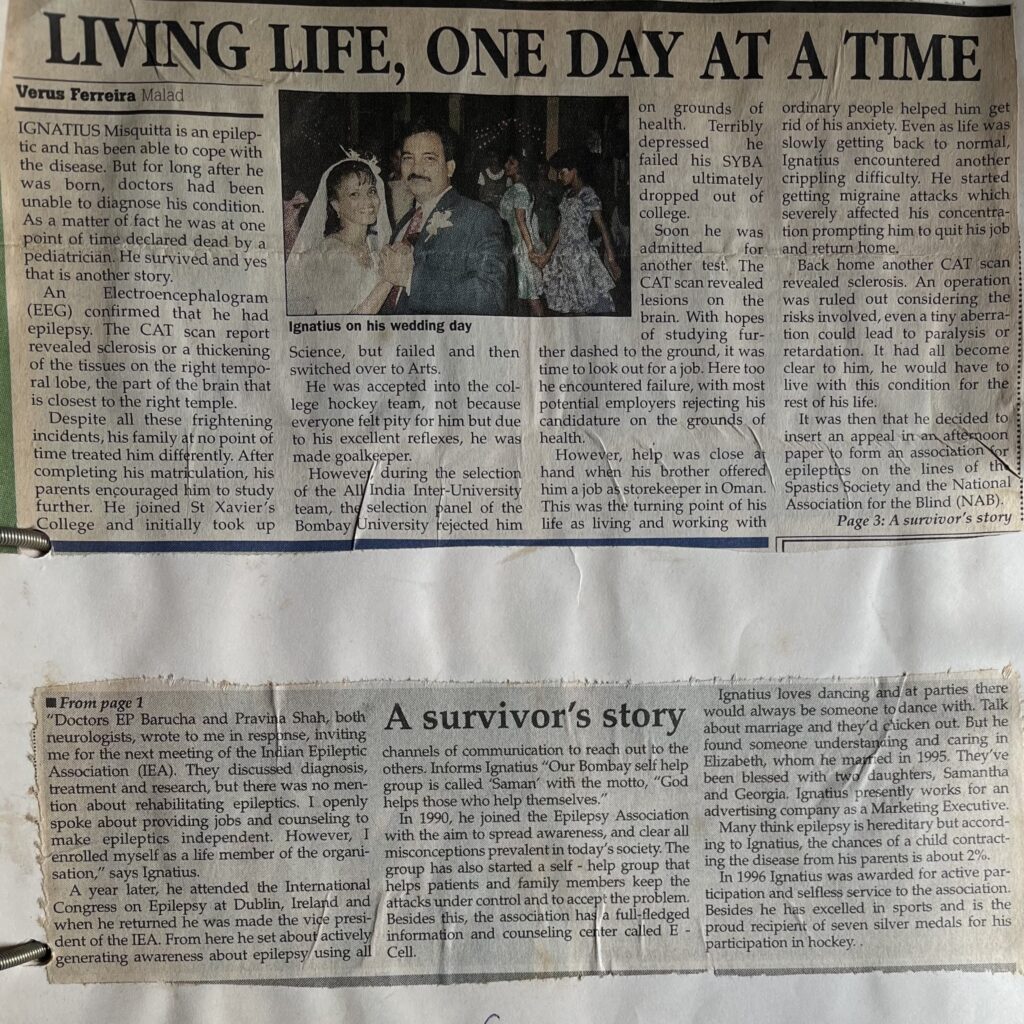 LIVING LIFE, ONE DAY AT A TIME
Verus Ferreira Malad
IGNATIUS Misquitta is an epilep-
tic and has been able to cope with
the disease. But for long after he
was born, doctors had been
unable to diagnose his condition.
As a matter of fact he was at one
point of time declared dead by a
pediatrician. He survived and yes
that is another story.
An Electroencephalogram
(EEG) confirmed that he had
epilepsy. The CAT scan report
revealed sclerosis or a thickening
of the tissues on the right tempo-
ral lobe, the part of the brain that
is closest to the right temple.
Despite all these frightening
incidents, his family at no point of
time treated him differently. After
completing his matriculation, his
parents encouraged him to study
further. He joined St Xavier's
College and initially took up
Ignatius on his wedding day
Science, but failed and then
switched over to Arts.
He was accepted into the col-
lege hockey team, not because
everyone felt pity for him but due
to his excellent reflexes, he was
made goalkeeper.
However during the selection
of the All India Inter-University
team, the selection panel of the
Bombay University rejected him
on grounds of
health. Terribly
depressed he
failed his SYBA
and ultimately
dropped out of
college.
Soon he was
admitted for
another test. The
CAT scan revealed
lesions on the
brain. With hopes
of studying fur-
ther dashed to the ground, it was
time to look out for a job. Here too
he encountered failure, with most
potential employers rejecting his
candidature on the grounds of
health.
However, help was close at
hand when his brother offered
him a job as storekeeper in Oman.
This was the turning point of his
life as living and working with
ordinary people helped him get
rid of his anxiety. Even as life was
slowly getting back to normal,
Ignatius encountered another
crippling difficulty. He started
getting migraine attacks which
severely affected his concentra-
tion prompting him to quit his job
and return home.
Back home another CAT scan
revealed sclerosis. An operation
was ruled out considering the
risks involved, even a tiny aberra-
tion could lead to paralysis or
retardation. It had all become
clear to him, he would have to
live with this condition for the
rest of his life.
It was then that he decided to
insert an appeal in an afternoon
paper to form an association for
epileptics on the lines of the
Spastics Society and the National
Association for the Blind (NAB).
Page 3: A survivor's story
■ From page 1
"Doctors EP Barucha and Pravina Shah, both
neurologists, wrote to me in response, inviting
me for the next meeting of the Indian Epileptic
Association (IEA). They discussed diagnosis,
treatment and research, but there was no men-
tion about rehabilitating epileptics. I openly
spoke about providing jobs and counseling to
make epileptics independent. However, I
enrolled myself as a life member of the organi-
sation," says Ignatius.
A year later, he attended the International
Congress on Epilepsy at Dublin, Ireland and
when he returned he was made the vice presi-
dent of the IEA. From here he set about actively
generating awareness about epilepsy using all
A survivor's story
channels of communication to reach out to the
others. Informs Ignatius "Our Bombay self help
group is called 'Saman' with the motto, "God
helps those who help themselves."
In 1990, he joined the Epilepsy Association
with the aim to spread awareness, and clear all
misconceptions prevalent in today's society. The
group has also started a self - help group that
helps patients and family members keep the
attacks under control and to accept the problem.
Besides this, the association has a full-fledged
information and counseling center called E -
Cell.
Ignatius loves dancing and at parties there
would always be someone to dance with. Talk
about marriage and they'd chicken out. But he
found someone understanding and caring in
Elizabeth, whom he married in 1995. They've
been blessed with two daughters, Samantha
and Georgia. Ignatius presently works for an
advertising company as a Marketing Executive.
Many think epilepsy is hereditary but accord-
ing to Ignatius, the chances of a child contract-
ing the disease from his parents is about 2%.
In 1996 Ignatius was awarded for active par-
ticipation and selfless service to the association.
Besides he has excelled in sports and is the
proud recipient of seven silver medals for his
participation in hockey. .